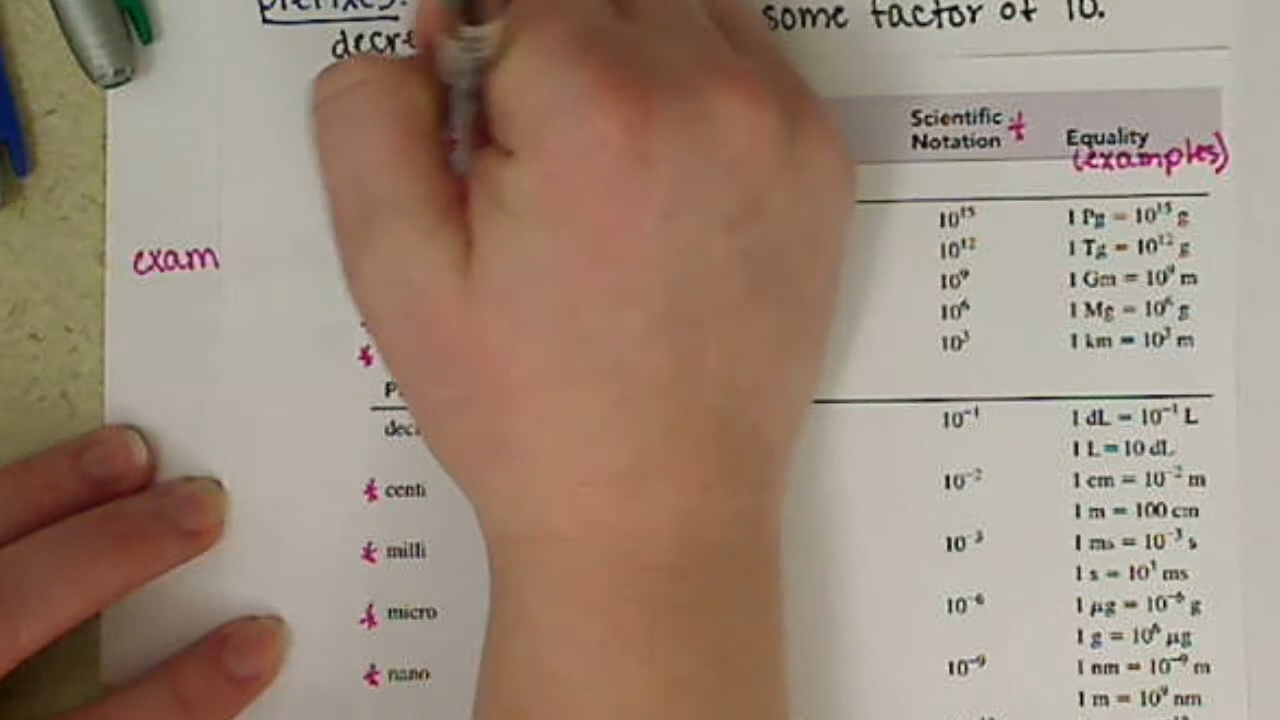 prefixes:
some factor of 10.
decre
Scientific
Notation
Equality
(examples)
10¹⁵ 1 Pg = 10¹⁵ g
exam 10¹² 1 Tg = 10¹² g
10⁹ 1 Gm = 10⁹ m
10⁶ 1 Mg = 10⁶ g
10³ 1 km = 10³ m
P
deci 10⁻¹ 1 dL = 10⁻¹ L
1 L = 10 dL
centi 10⁻² 1 cm = 10⁻² m
1 m = 100 cm
milli 10⁻³ 1 ms = 10⁻³ s
1 s = 10³ ms
micro 10⁻⁶ 1 µg = 10⁻⁶ g
1 g = 10⁶ µg
nano 10⁻⁹ 1 nm = 10⁻⁹ m
1 m = 10⁹ nm